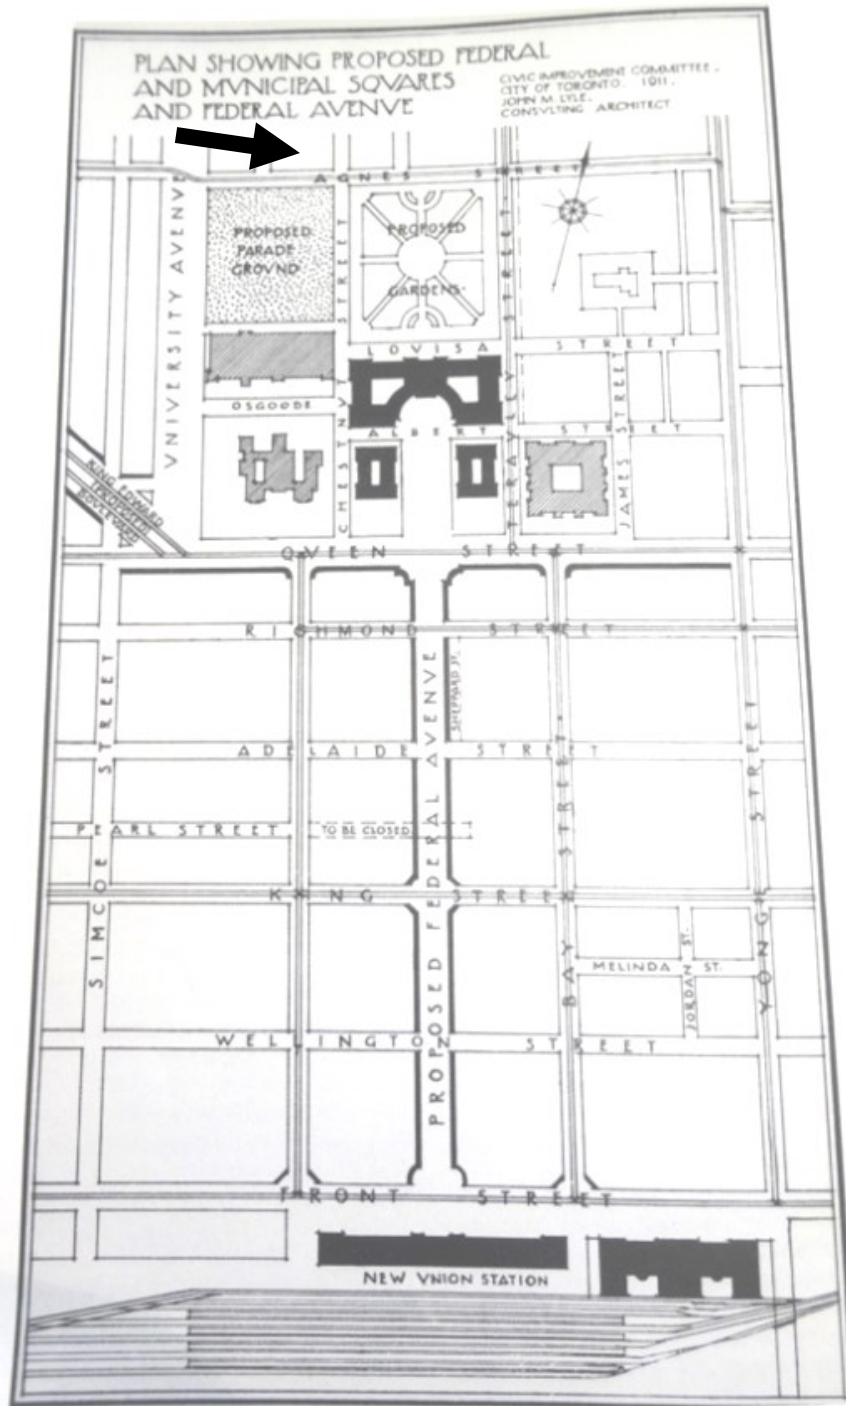 PLAN SHOWING PROPOSED FEDERAL
AND MVNICIPAL SQVARES
AND FEDERAL AVENVE
CIVIC IMPROVEMENT COMMITTEE.
CITY OF TORONTO. 1911.
JOHN M. LYLE.
CONSVLTING ARCHITECT
AGNES STREET
VNIVERSITY AVENVE
PROPOSED
PARADE
GROVND
CHESTNVT STREET
PROPOSED
GARDENS
TERAVLEY STREET
LOVISA STREET
OSGOODE
ALBERT STREET
JAMES STREET
KING EDWARD
(PROPOSED)
BOVLEVARD
QVEEN STREET
RICHMOND STREET
SIMCOE STREET
SHEPPARD ST.
PROPOSED FEDERAL AVENVE
ADELAIDE STREET
BAY STREET
YONGE STREET
PEARL STREET
TO BE CLOSED
KING STREET
MELINDA ST.
JORDAN ST.
WELLINGTON STREET
FRONT STREET
NEW VNION STATION